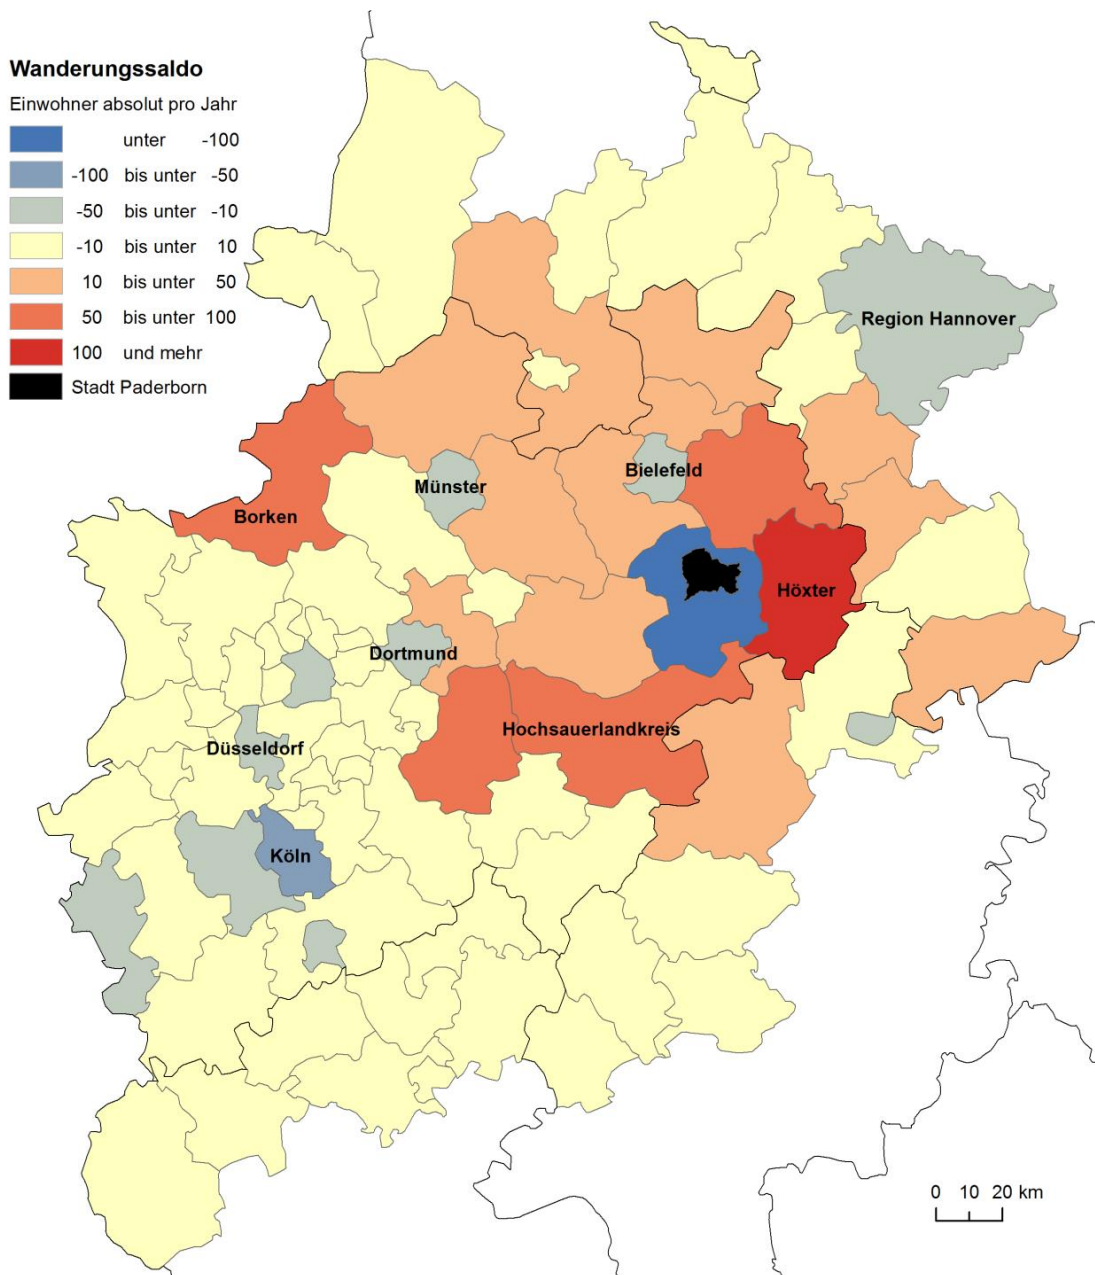 Wanderungssaldo
Einwohner absolut pro Jahr
unter -100
-100 bis unter -50
-50 bis unter -10
-10 bis unter 10
10 bis unter 50
50 bis unter 100
100 und mehr
Stadt Paderborn
Region Hannover
Bielefeld
Münster
Borken
Höxter
Dortmund
Hochsauerlandkreis
Düsseldorf
Köln
0 10 20 km